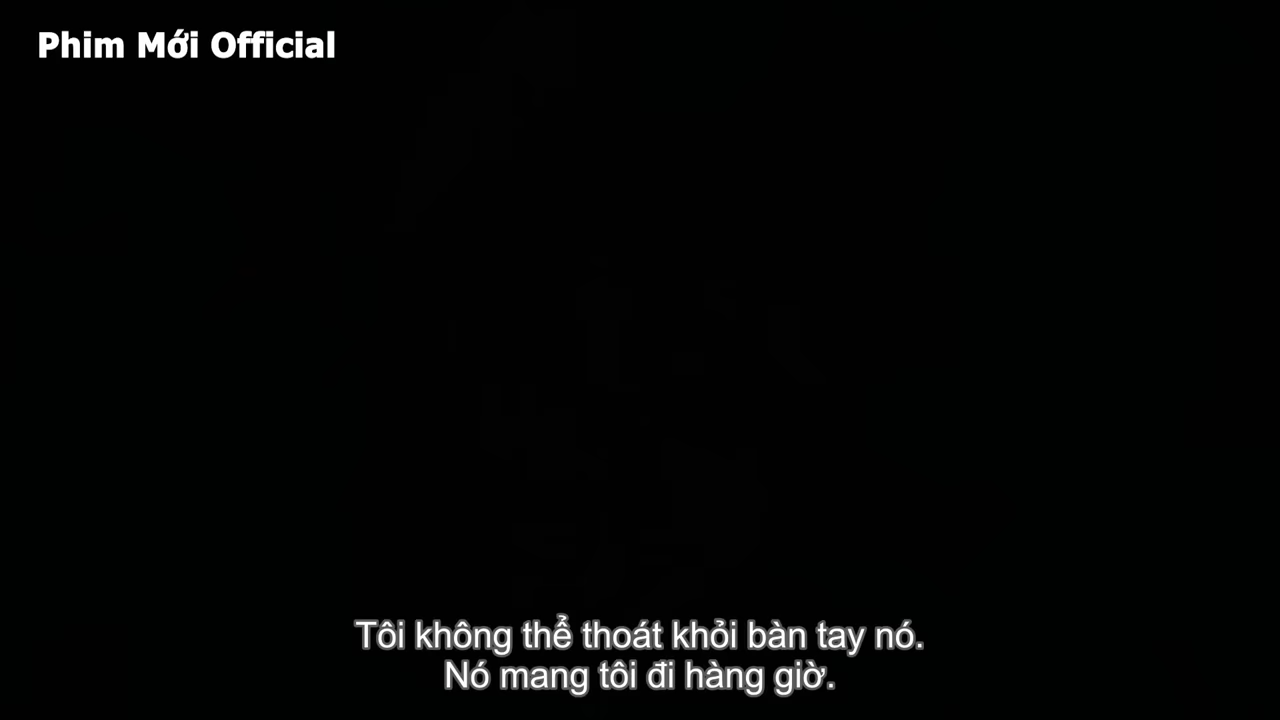 Phim Mới Official
Tôi không thể thoát khỏi bàn tay nó.
Nó mang tôi đi hàng giờ.